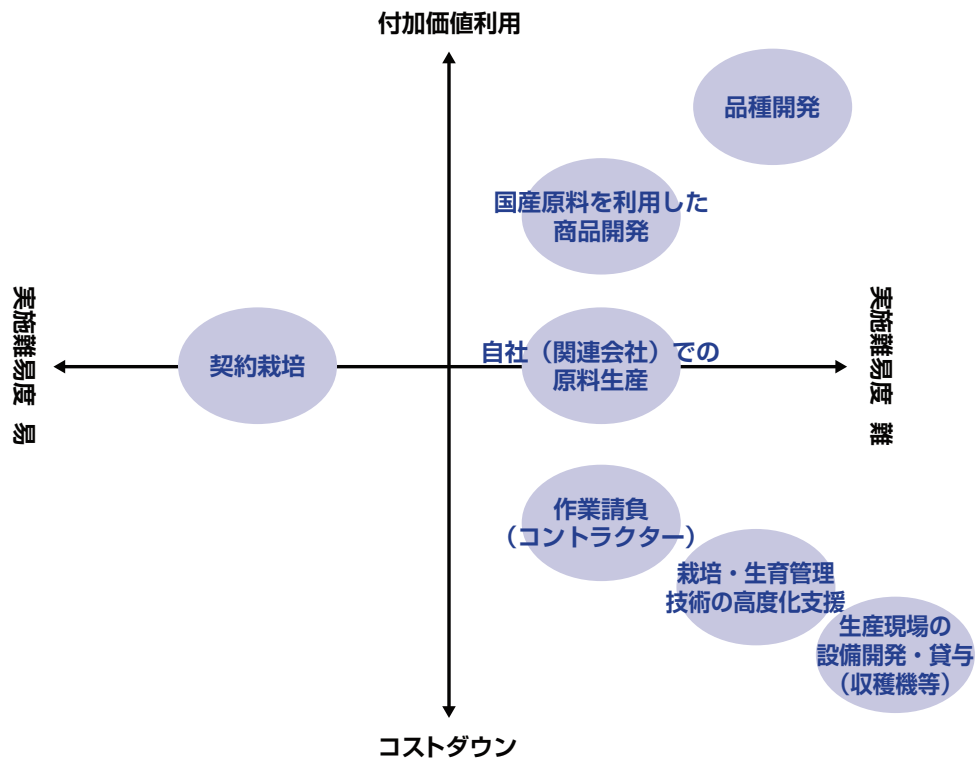 付加価値利用
品種開発
国産原料を利用した
商品開発
実施難易度 易
契約栽培
自社（関連会社）での
原料生産
実施難易度 難
作業請負
（コントラクター）
栽培・生育管理
技術の高度化支援
生産現場の
設備開発・貸与
（収穫機等）
コストダウン